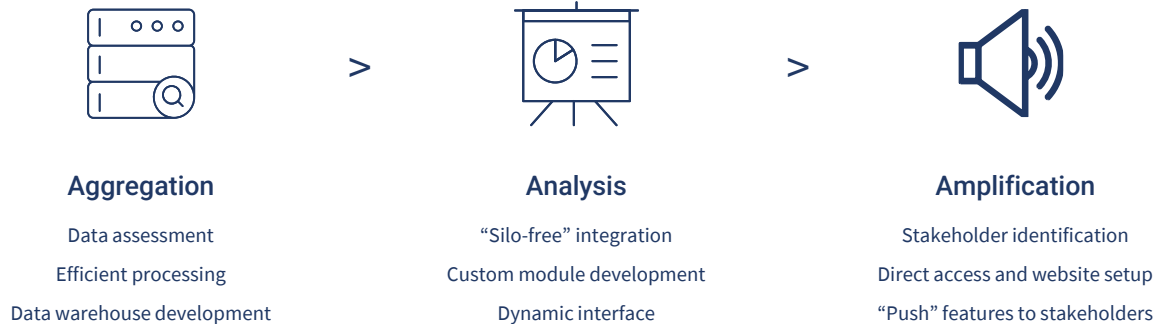 >
>
Aggregation
Data assessment
Efficient processing
Data warehouse development
Analysis
“Silo-free” integration
Custom module development
Dynamic interface
Amplification
Stakeholder identification
Direct access and website setup
“Push” features to stakeholders